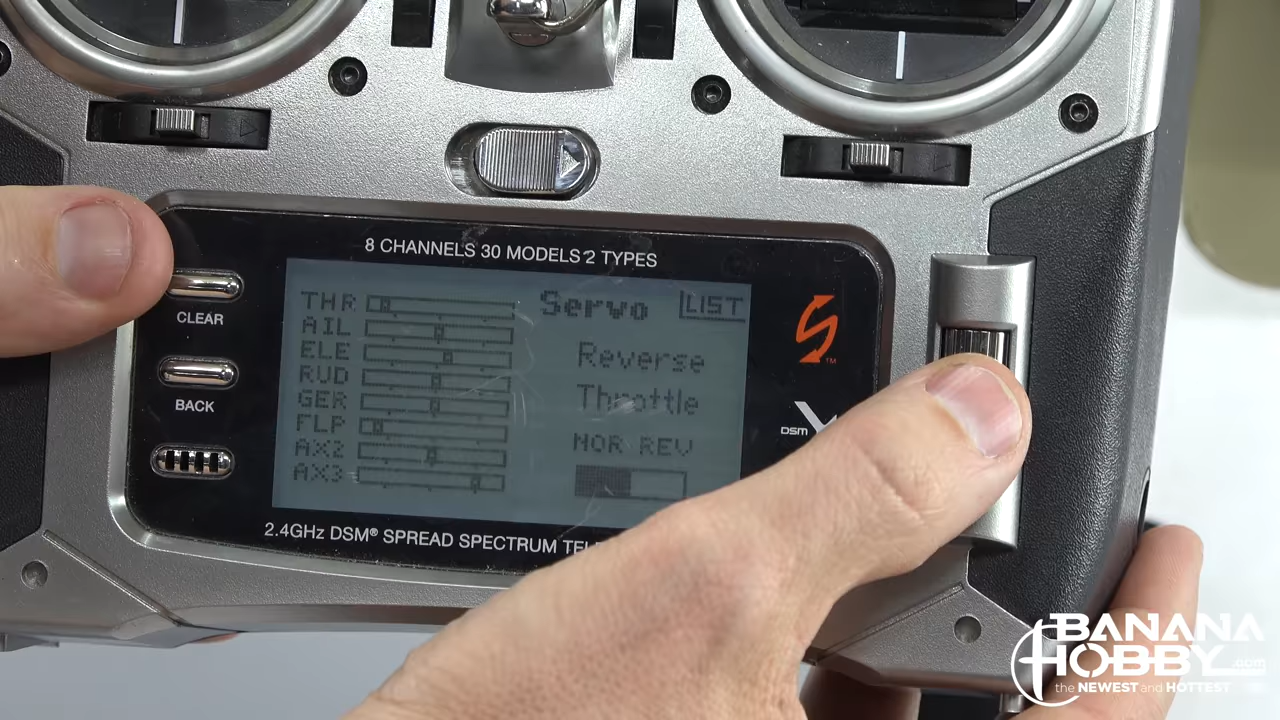 8 CHANNELS 30 MODELS 2 TYPES
CLEAR
BACK
THR
AIL
ELE
RUD
GER
FLP
AX2
AX3
Servo
LIST
Reverse
Throttle
NOR REV
TM
DSM
2.4GHz DSM® SPREAD SPECTRUM
BANANA
HOBBY.com
the NEWEST and HOTTEST